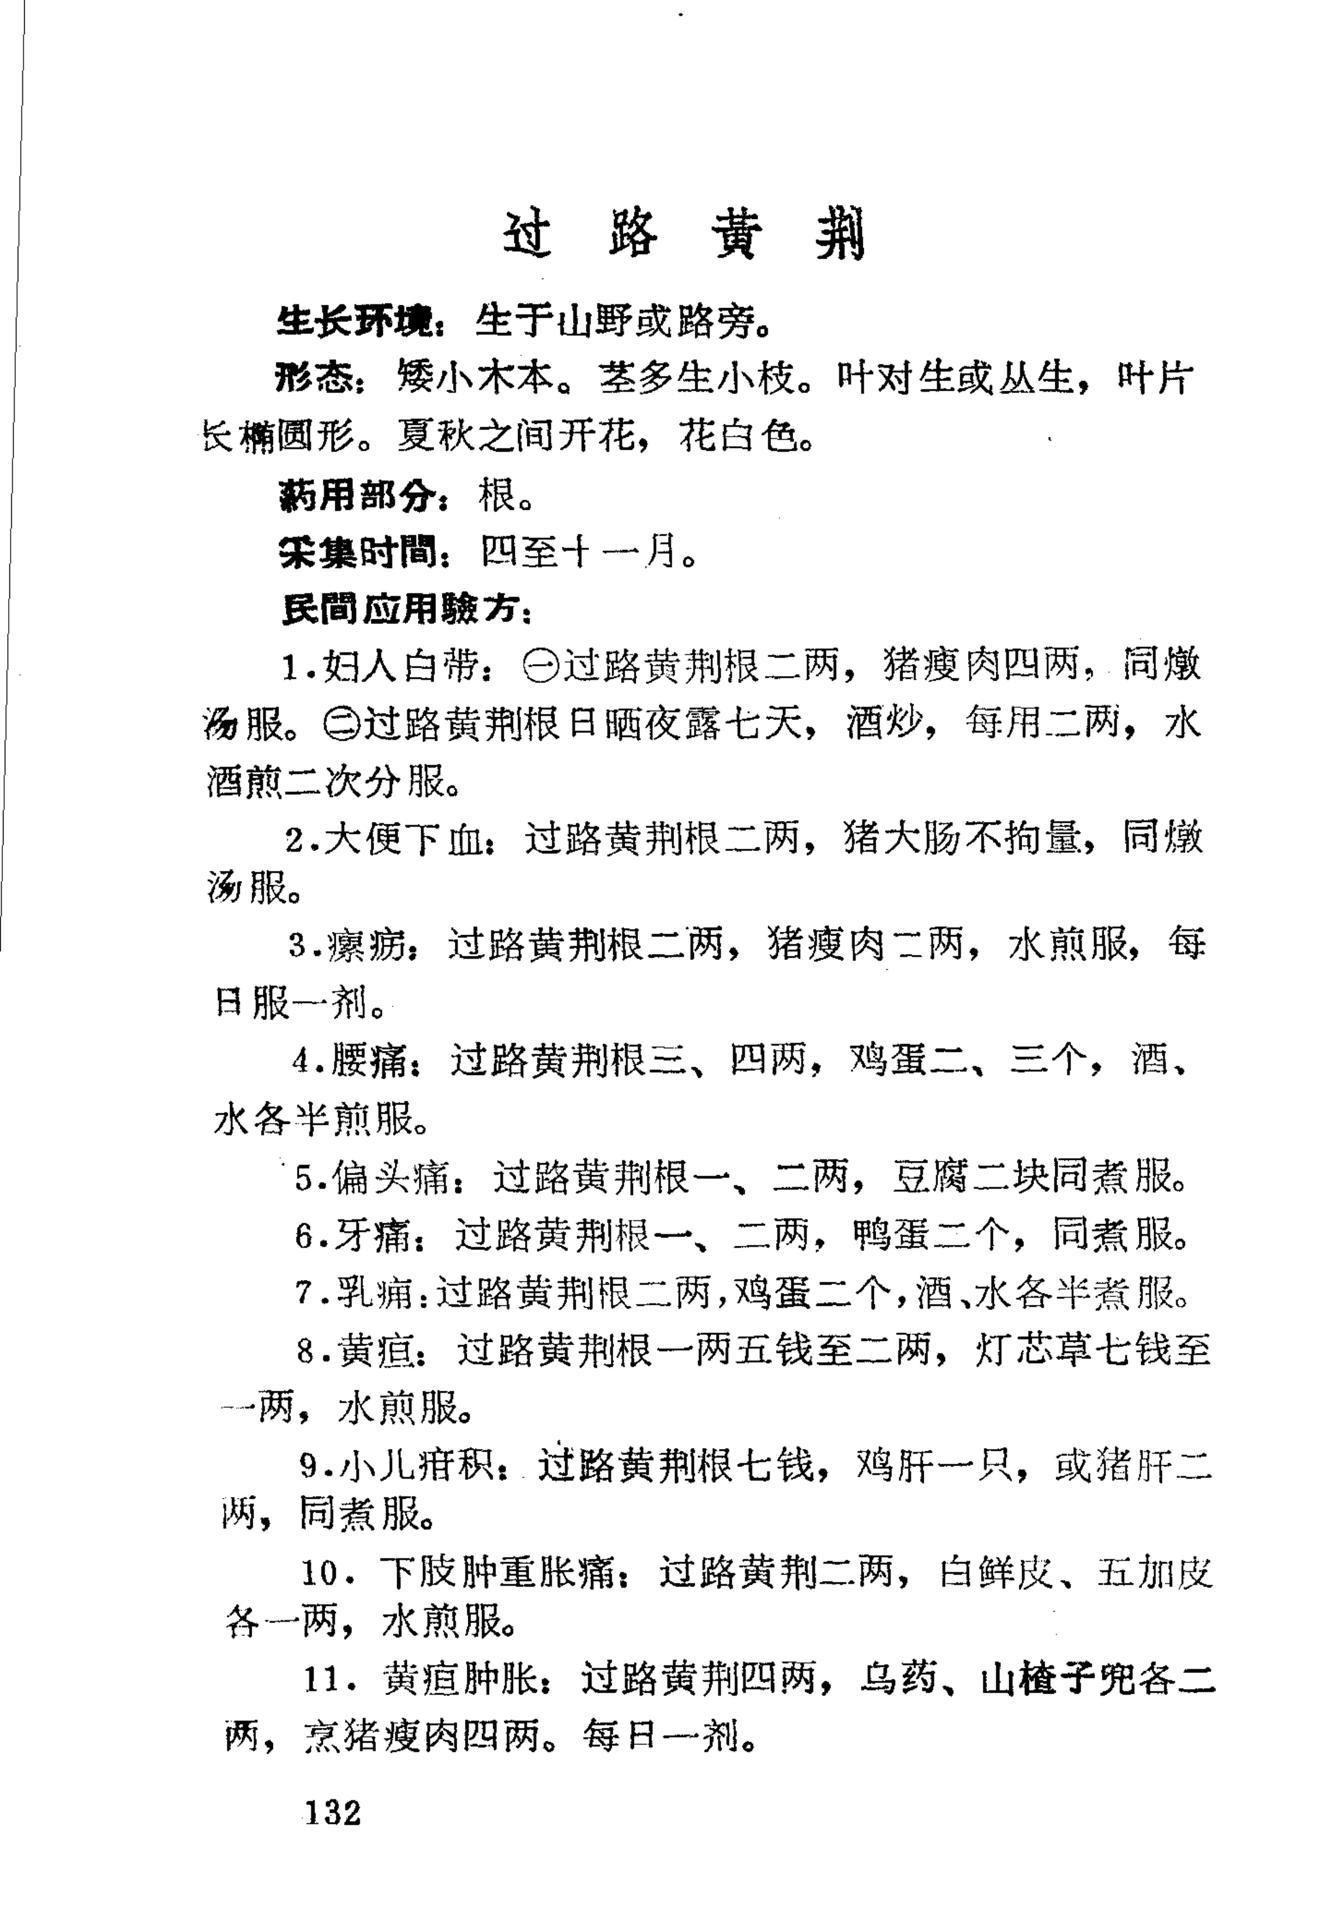 过路黄荆
生长环境：生于山野或路旁。
形态：矮小木本。茎多生小枝。叶对生或丛生，叶片
长椭圆形。夏秋之间开花，花白色。
药用部分：根。
采集时間：四至十一月。
民間应用驗方：
1.妇人白带：㊀过路黄荆根二两，猪瘦肉四两，同燉
汤服。㊁过路黄荆根日晒夜露七天，酒炒，每用二两，水
酒煎二次分服。
2.大便下血：过路黄荆根二两，猪大肠不拘量，同燉
汤服。
3.瘰疬：过路黄荆根二两，猪瘦肉二两，水煎服，每
日服一剂。
4.腰痛：过路黄荆根三、四两，鸡蛋二、三个，酒、
水各半煎服。
5.偏头痛：过路黄荆根一、二两，豆腐二块同煮服。
6.牙痛：过路黄荆根一、二两，鸭蛋二个，同煮服。
7.乳痈：过路黄荆根二两，鸡蛋二个，酒、水各半煮服。
8.黄疸：过路黄荆根一两五钱至二两，灯芯草七钱至
一两，水煎服。
9.小儿疳积：过路黄荆根七钱，鸡肝一只，或猪肝二
两，同煮服。
10．下肢肿重胀痛：过路黄荆二两，白鲜皮、五加皮
各一两，水煎服。
11．黄疸肿胀：过路黄荆四两，乌药、山楂子兜各二
两，烹猪瘦肉四两。每日一剂。
132